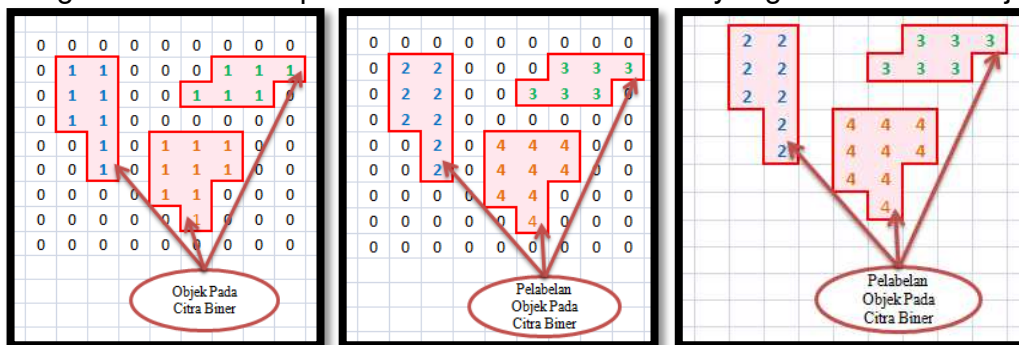 0 0 0 0 0 0 0 0 0
0 1 1 0 0 0 1 1 1
0 1 1 0 0 1 1 1 0
0 1 1 0 0 0 0 0 0
0 0 1 0 1 1 1 0 0
0 0 1 0 1 1 1 0 0
0 0 0 0 1 1 0 0 0
0 0 0 0 0 1 0 0 0
0 0 0 0 0 0 0 0 0
Objek Pada
Citra Biner
0 0 0 0 0 0 0 0 0
0 2 2 0 0 0 3 3 3
0 2 2 0 0 3 3 3 0
0 2 2 0 0 0 0 0 0
0 0 2 0 4 4 4 0 0
0 0 2 0 4 4 4 0 0
0 0 0 0 4 4 0 0 0
0 0 0 0 0 4 0 0 0
0 0 0 0 0 0 0 0 0
Pelabelan
Objek Pada
Citra Biner
2 2 3 3 3
2 2 3 3 3
2 2
2 4 4 4
2 4 4 4
4 4
4
Pelabelan
Objek Pada
Citra Biner